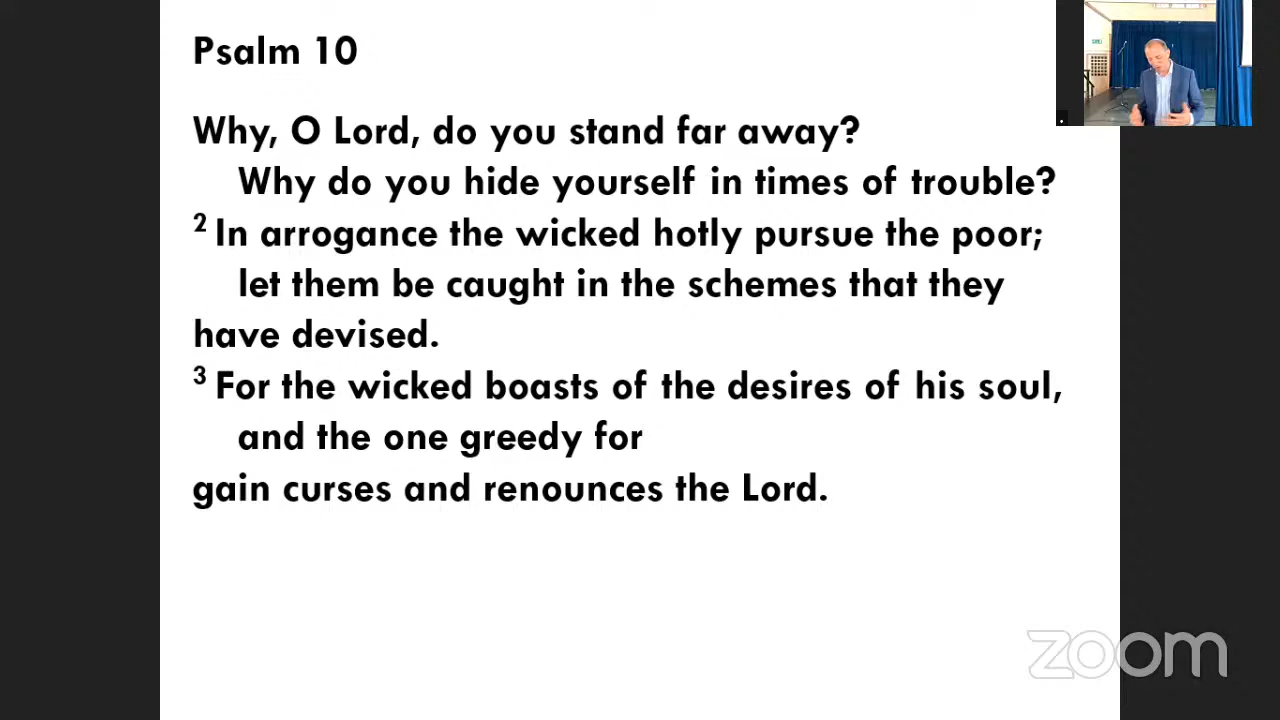 Psalm 10
Why, O Lord, do you stand far away?
Why do you hide yourself in times of trouble?
2 In arrogance the wicked hotly pursue the poor;
let them be caught in the schemes that they
have devised.
3 For the wicked boasts of the desires of his soul,
and the one greedy for
gain curses and renounces the Lord.
zoom